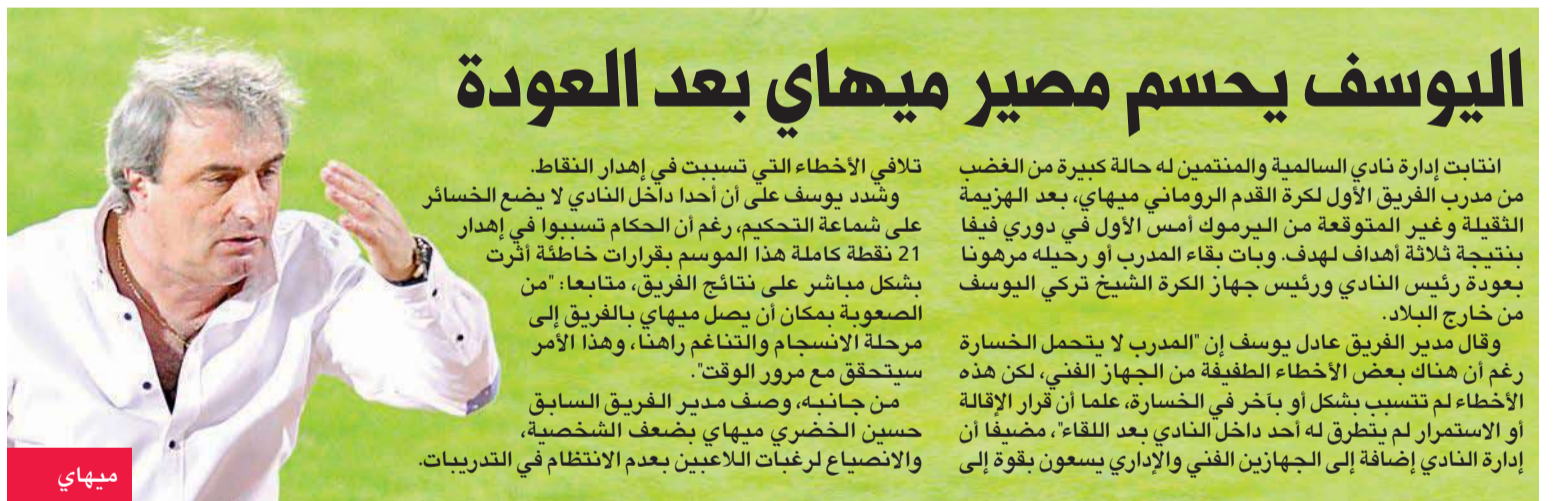 اليوسف يحسم مصير ميهاي بعد العودة
انتابت إدارة نادي السالمية والمنتمين له حالة كبيرة من الغضب
من مدرب الفريق الأول لكرة القدم الروماني ميهاي، بعد الهزيمة
الثقيلة وغير المتوقعة من اليرموك أمس الأول في دوري فيفا
بنتيجة ثلاثة أهداف لهدف. وبات بقاء المدرب أو رحيله مرهونا
بعودة رئيس النادي ورئيس جهاز الكرة الشيخ تركي اليوسف
من خارج البلاد.
وقال مدير الفريق عادل يوسف إن "المدرب لا يتحمل الخسارة
رغم أن هناك بعض الأخطاء الطفيفة من الجهاز الفني، لكن هذه
الأخطاء لم تتسبب بشكل أو بآخر في الخسارة، علما أن قرار الإقالة
أو الاستمرار لم يتطرق له أحد داخل النادي بعد اللقاء"، مضيفا أن
إدارة النادي إضافة إلى الجهازين الفني والإداري يسعون بقوة إلى
تلافي الأخطاء التي تسببت في إهدار النقاط.
وشدد يوسف على أن أحدا داخل النادي لا يضع الخسائر
على شماعة التحكيم، رغم أن الحكام تسببوا في إهدار
21 نقطة كاملة هذا الموسم بقرارات خاطئة أثرت
بشكل مباشر على نتائج الفريق، متابعا: "من
الصعوبة بمكان أن يصل ميهاي بالفريق إلى
مرحلة الانسجام والتناغم راهنا، وهذا الأمر
سيتحقق مع مرور الوقت".
من جانبه، وصف مدير الفريق السابق
حسين الخضري ميهاي بضعف الشخصية،
والانصياع لرغبات اللاعبين بعدم الانتظام في التدريبات.
ميهاي